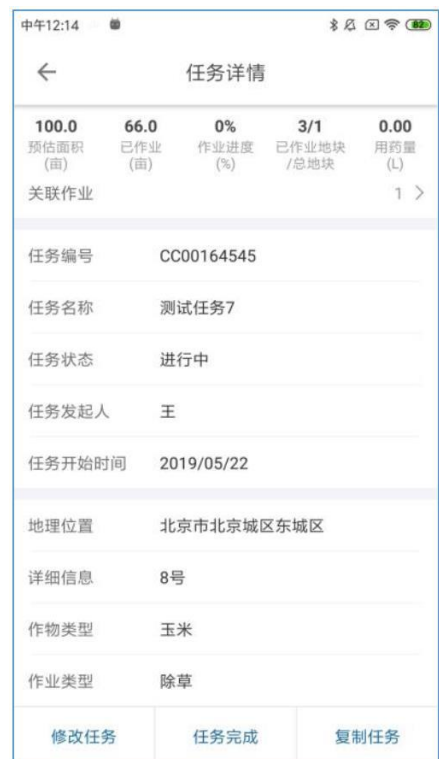 中午12:14 82
任务详情
100.0 66.0 0% 3/1 0.00
预估面积 已作业 作业进度 已作业地块 用药量
(亩) (亩) (%) /总地块 (L)
关联作业 1
任务编号 CC00164545
任务名称 测试任务7
任务状态 进行中
任务发起人 王
任务开始时间 2019/05/22
地理位置 北京市北京城区东城区
详细信息 8号
作物类型 玉米
作业类型 除草
修改任务 任务完成 复制任务